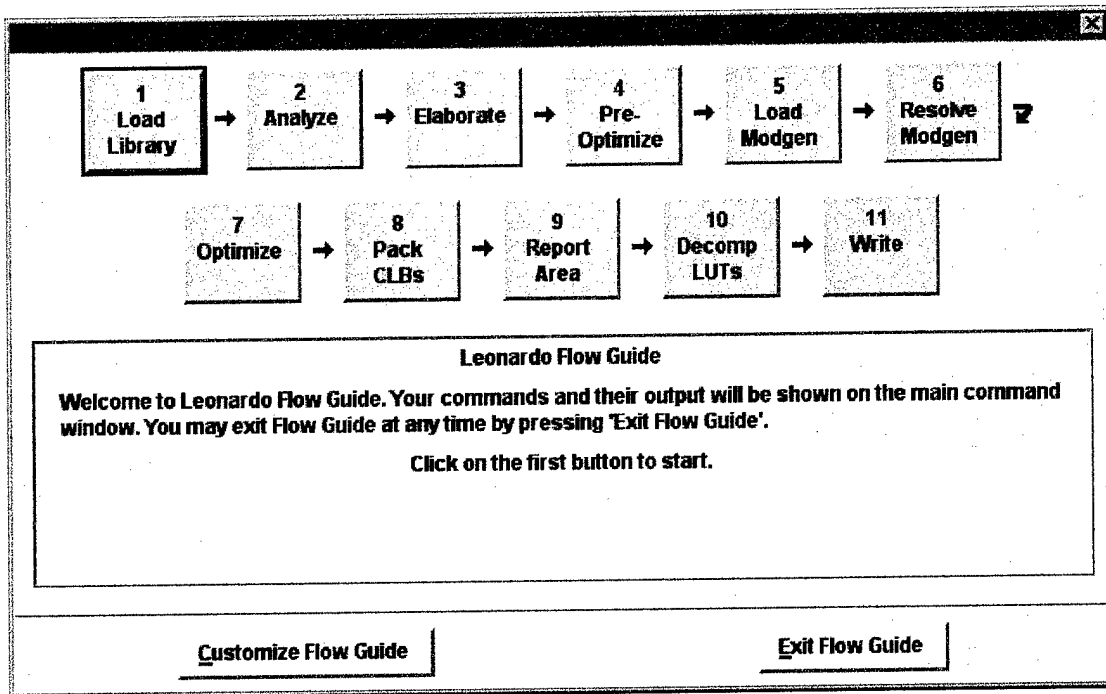 1
Load
Library
2
Analyze
3
Elaborate
4
Pre-
Optimize
5
Load
Modgen
6
Resolve
Modgen
7
Optimize
8
Pack
CLBs
9
Report
Area
10
Decomp
LUTs
11
Write
Leonardo Flow Guide
Welcome to Leonardo Flow Guide. Your commands and their output will be shown on the main command
window. You may exit Flow Guide at any time by pressing 'Exit Flow Guide'.
Click on the first button to start.
Customize Flow Guide
Exit Flow Guide